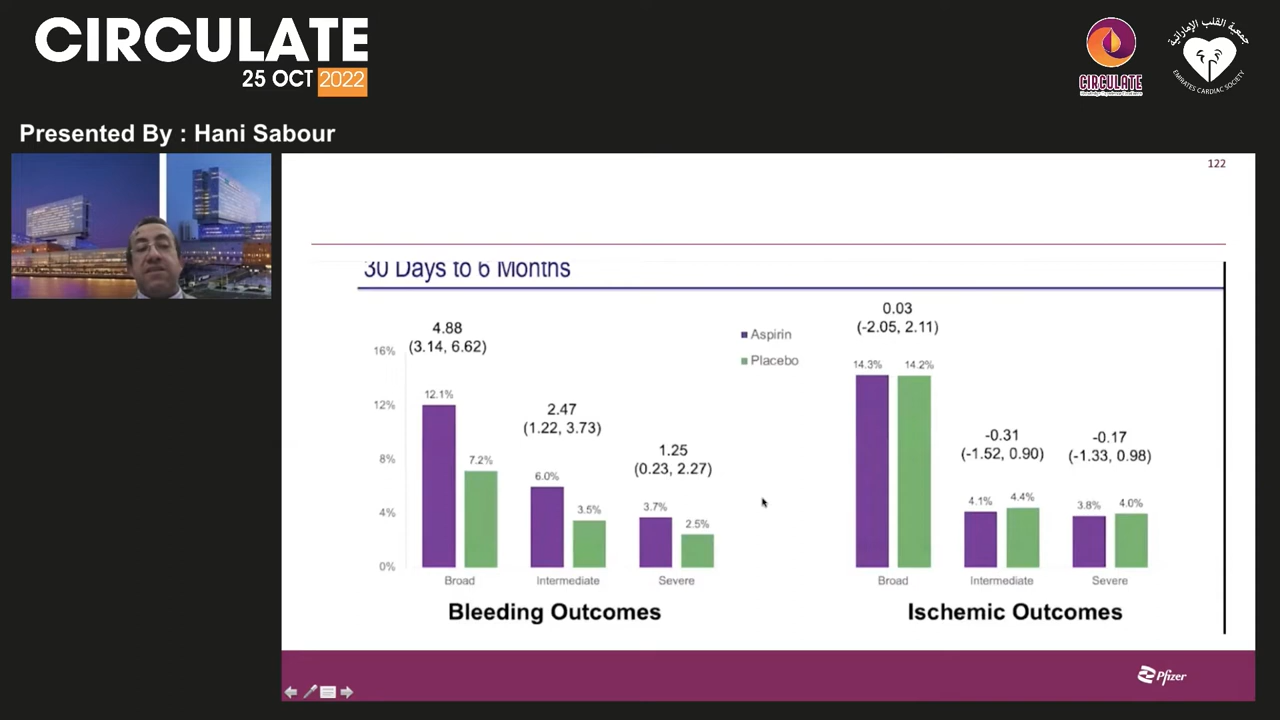 CIRCULATE
25 OCT 2022
CIRCULATE
جمعية القلب الإماراتية
EMIRATES CARDIAC SOCIETY
Presented By : Hani Sabour
122
30 Days to 6 Months
4.88
(3.14, 6.62)
2.47
(1.22, 3.73)
1.25
(0.23, 2.27)
Aspirin
Placebo
0.03
(-2.05, 2.11)
-0.31
(-1.52, 0.90)
-0.17
(-1.33, 0.98)
16%
12%
8%
4%
0%
12.1%
7.2%
6.0%
3.5%
3.7%
2.5%
14.3%
14.2%
4.1%
4.4%
3.8%
4.0%
Broad
Intermediate
Severe
Broad
Intermediate
Severe
Bleeding Outcomes
Ischemic Outcomes
Pfizer